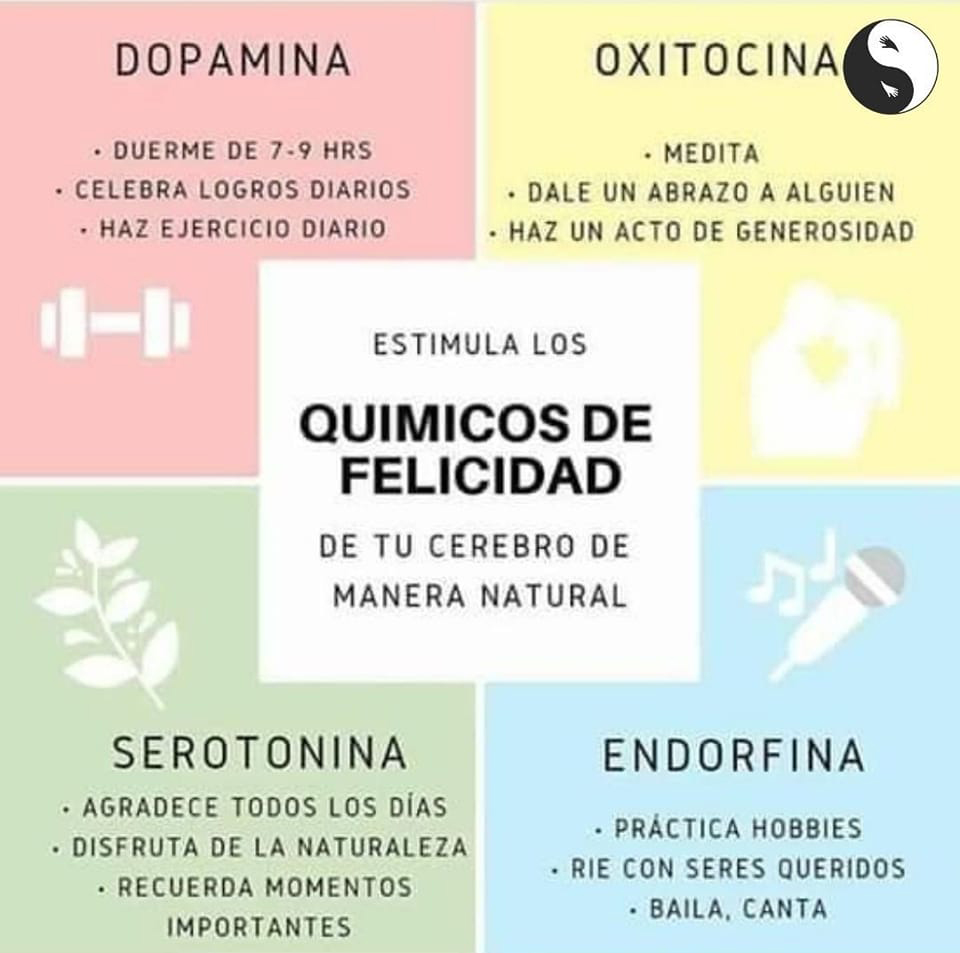 DOPAMINA
• DUERME DE 7-9 HRS
• CELEBRA LOGROS DIARIOS
• HAZ EJERCICIO DIARIO
OXITOCINA
• MEDITA
• DALE UN ABRAZO A ALGUIEN
• HAZ UN ACTO DE GENEROSIDAD
ESTIMULA LOS
QUIMICOS DE
FELICIDAD
DE TU CEREBRO DE
MANERA NATURAL
SEROTONINA
• AGRADECE TODOS LOS DÍAS
• DISFRUTA DE LA NATURALEZA
• RECUERDA MOMENTOS
IMPORTANTES
ENDORFINA
• PRÁCTICA HOBBIES
• RIE CON SERES QUERIDOS
• BAILA, CANTA